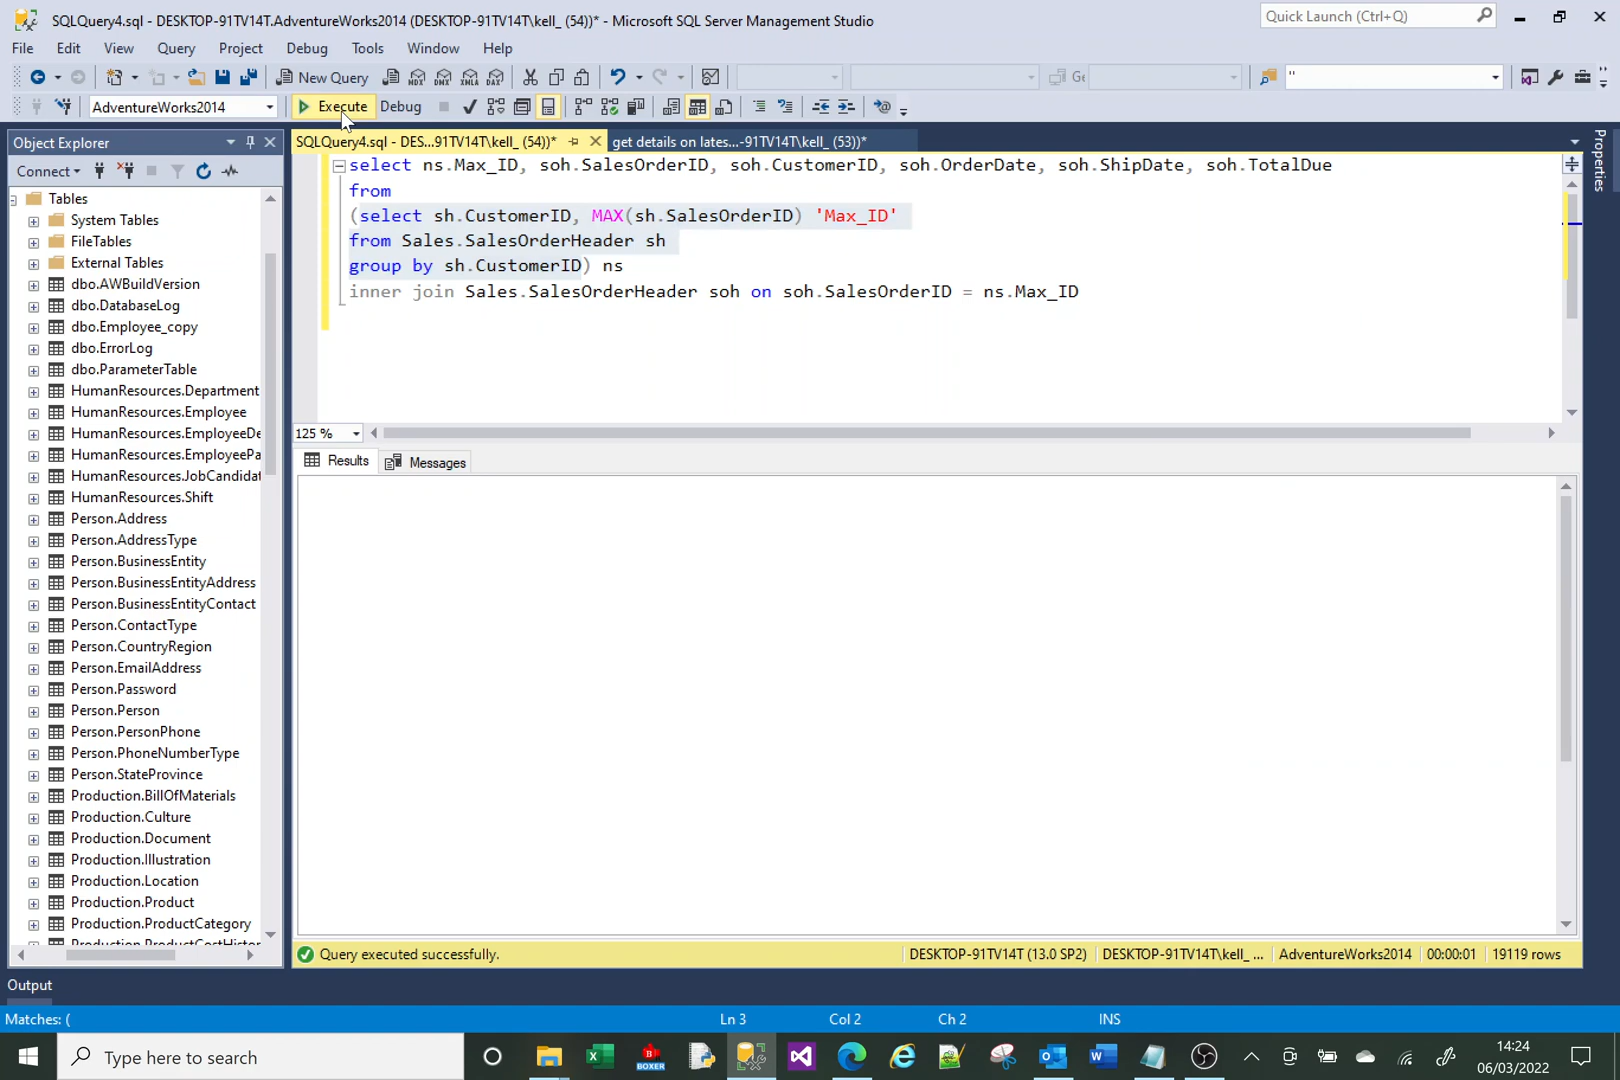 SQLQuery4.sql - DESKTOP-91TV14T.AdventureWorks2014 (DESKTOP-91TV14T\kell_ (54))* - Microsoft SQL Server Management Studio
Quick Launch (Ctrl+Q)
File Edit View Query Project Debug Tools Window Help
New Query MDX DMX XMLA DAX Ge "
AdventureWorks2014 Execute Debug
Object Explorer
SQLQuery4.sql - DES...91TV14T\kell_ (54))* get details on lates...-91TV14T\kell_ (53))*
Properties
Connect
Tables
System Tables
FileTables
External Tables
dbo.AWBuildVersion
dbo.DatabaseLog
dbo.Employee_copy
dbo.ErrorLog
dbo.ParameterTable
HumanResources.Department
HumanResources.Employee
HumanResources.EmployeeDe
HumanResources.EmployeePa
HumanResources.JobCandidat
HumanResources.Shift
Person.Address
Person.AddressType
Person.BusinessEntity
Person.BusinessEntityAddress
Person.BusinessEntityContact
Person.ContactType
Person.CountryRegion
Person.EmailAddress
Person.Password
Person.Person
Person.PersonPhone
Person.PhoneNumberType
Person.StateProvince
Production.BillOfMaterials
Production.Culture
Production.Document
Production.Illustration
Production.Location
Production.Product
Production.ProductCategory
Production.ProductCostHistor
select ns.Max_ID, soh.SalesOrderID, soh.CustomerID, soh.OrderDate, soh.ShipDate, soh.TotalDue
from
(select sh.CustomerID, MAX(sh.SalesOrderID) 'Max_ID'
from Sales.SalesOrderHeader sh
group by sh.CustomerID) ns
inner join Sales.SalesOrderHeader soh on soh.SalesOrderID = ns.Max_ID
125 %
Results Messages
Query executed successfully. DESKTOP-91TV14T (13.0 SP2) DESKTOP-91TV14T\kell_ ... AdventureWorks2014 00:00:01 19119 rows
Output
Matches: ( Ln 3 Col 2 Ch 2 INS
Type here to search
BOXER
14:24
06/03/2022